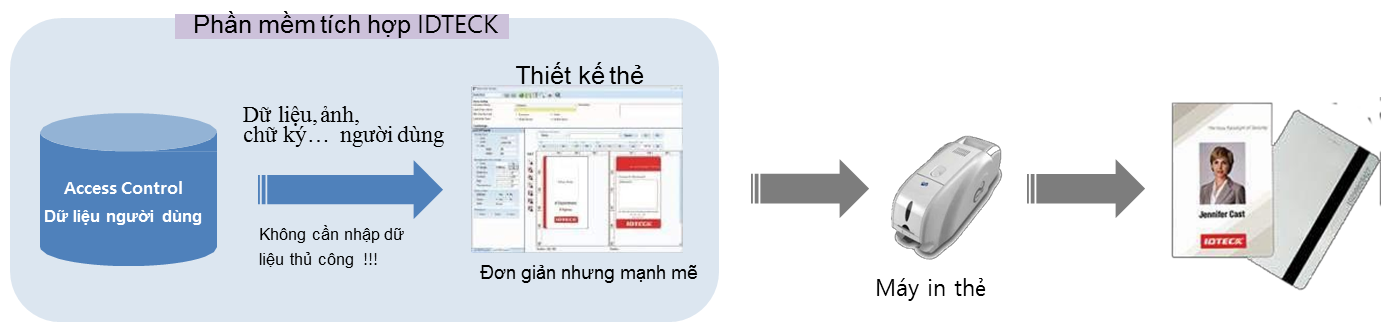 Phần mềm tích hợp IDTECK
Thiết kế thẻ
Dữ liệu, ảnh,
chữ ký… người dùng
Access Control
Dữ liệu người dùng
Không cần nhập dữ
liệu thủ công !!!
IDTECK
IDTECK
Đơn giản nhưng mạnh mẽ
Máy in thẻ
Jennifer Cast
IDTECK